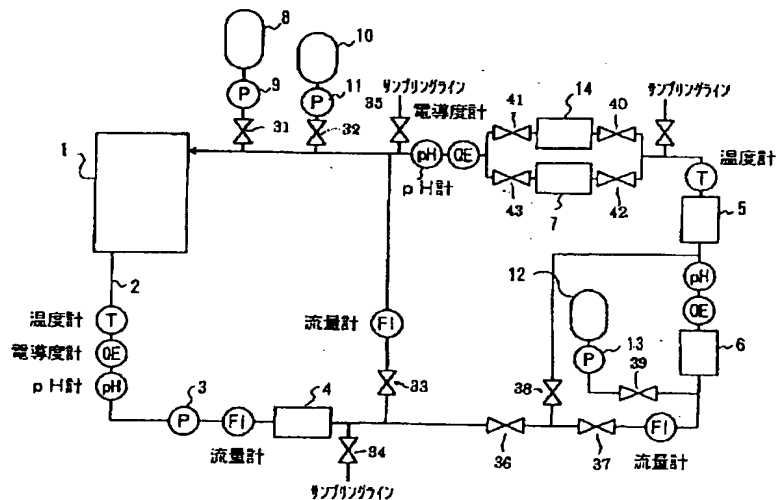 8
10
P
9
P
11
31
32
サンプリングライン
35
電導度計
41
14
40
サンプリングライン
1
pH
OE
pH計
43
7
42
温度計
T
5
2
12
pH
OE
温度計
T
流量計
FI
P
13
39
6
電導度計
OE
pH計
pH
3
4
33
38
P
FI
流量計
34
36
37
FI
流量計
サンプリングライン